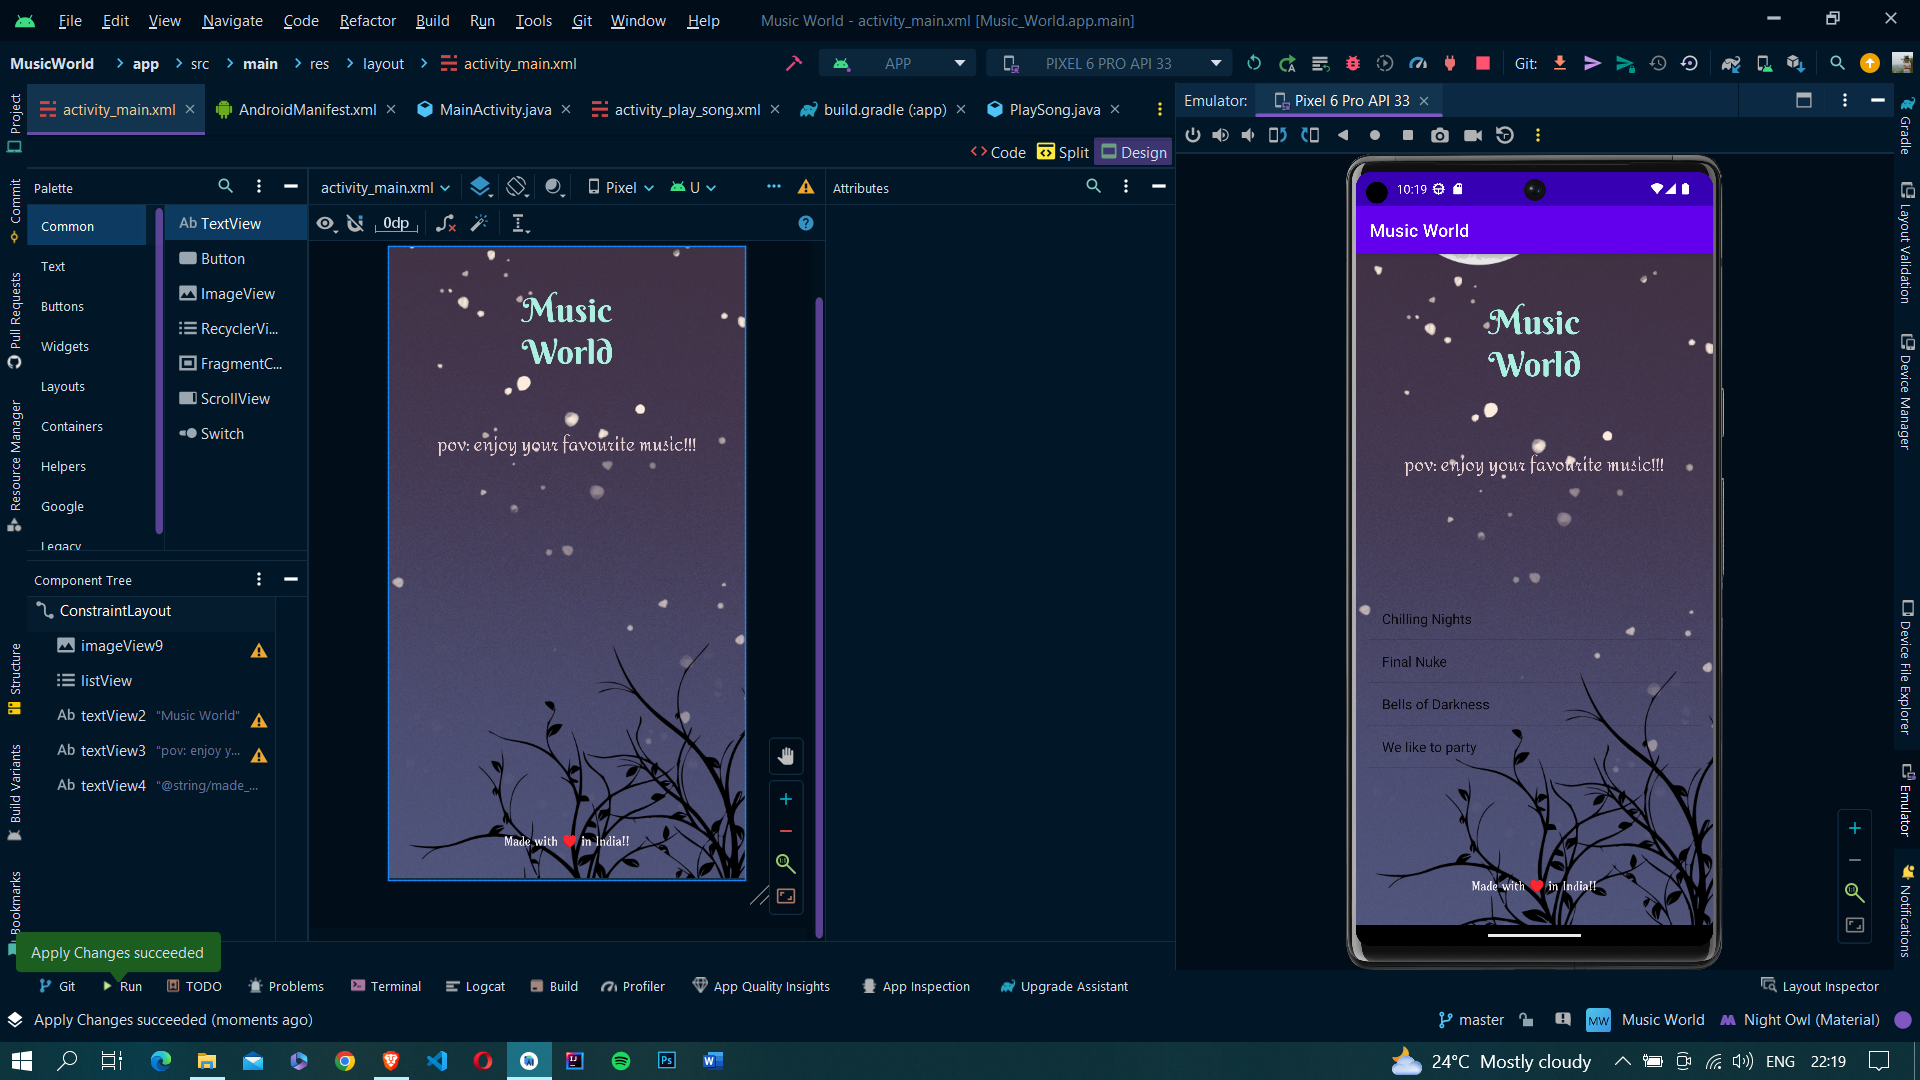 File Edit View Navigate Code Refactor Build Run Tools Git Window Help Music World - activity_main.xml [Music_World.app.main]
MusicWorld app src main res layout activity_main.xml APP PIXEL 6 PRO API 33 Git:
activity_main.xml AndroidManifest.xml MainActivity.java activity_play_song.xml build.gradle (:app) PlaySong.java
Emulator: Pixel 6 Pro API 33
Code Split Design
Project
Commit
Pull Requests
Resource Manager
Structure
Build Variants
Bookmarks
Palette
Common
Text
Buttons
Widgets
Layouts
Containers
Helpers
Google
Legacy
Ab TextView
Button
ImageView
RecyclerVi...
FragmentC...
ScrollView
Switch
activity_main.xml Pixel U
0dp
Attributes
Music
World
pov: enjoy your favourite music!!!
Made with in India!!
Component Tree
ConstraintLayout
imageView9
listView
Ab textView2 "Music World"
Ab textView3 "pov: enjoy y...
Ab textView4 "@string/made_...
10:19
Music World
Music
World
pov: enjoy your favourite music!!!
Chilling Nights
Final Nuke
Bells of Darkness
We like to party
Made with in India!!
Gradle
Layout Validation
Device Manager
Device File Explorer
Emulator
Notifications
Apply Changes succeeded
Git Run TODO Problems Terminal Logcat Build Profiler App Quality Insights App Inspection Upgrade Assistant Layout Inspector
Apply Changes succeeded (moments ago) master MW Music World Night Owl (Material)
24°C Mostly cloudy ENG 22:19